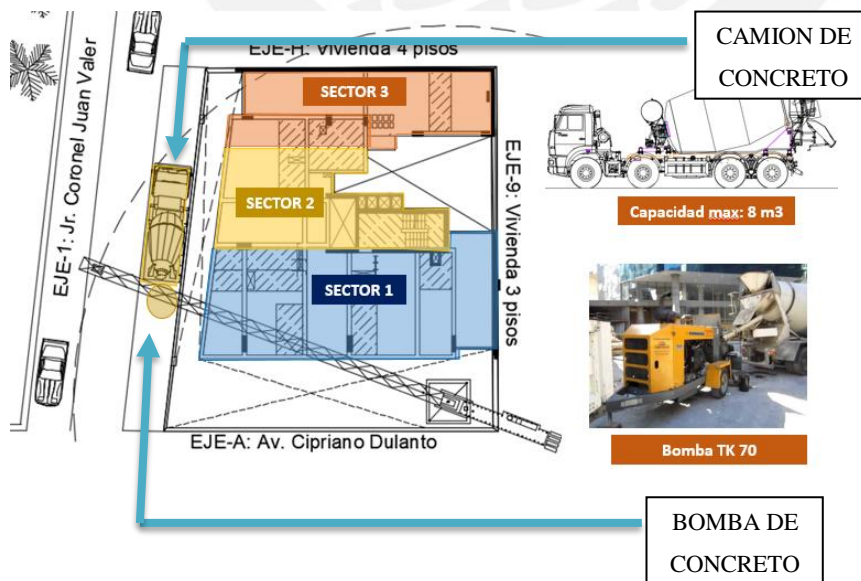 CAMION DE
CONCRETO
EJE-H: Vivienda 4 pisos
EJE-1: Jr. Coronel Juan Valer
SECTOR 3
SECTOR 2
SECTOR 1
EJE-9: Vivienda 3 pisos
EJE-A: Av. Cipriano Dulanto
Capacidad max: 8 m3
Bomba TK 70
BOMBA DE
CONCRETO